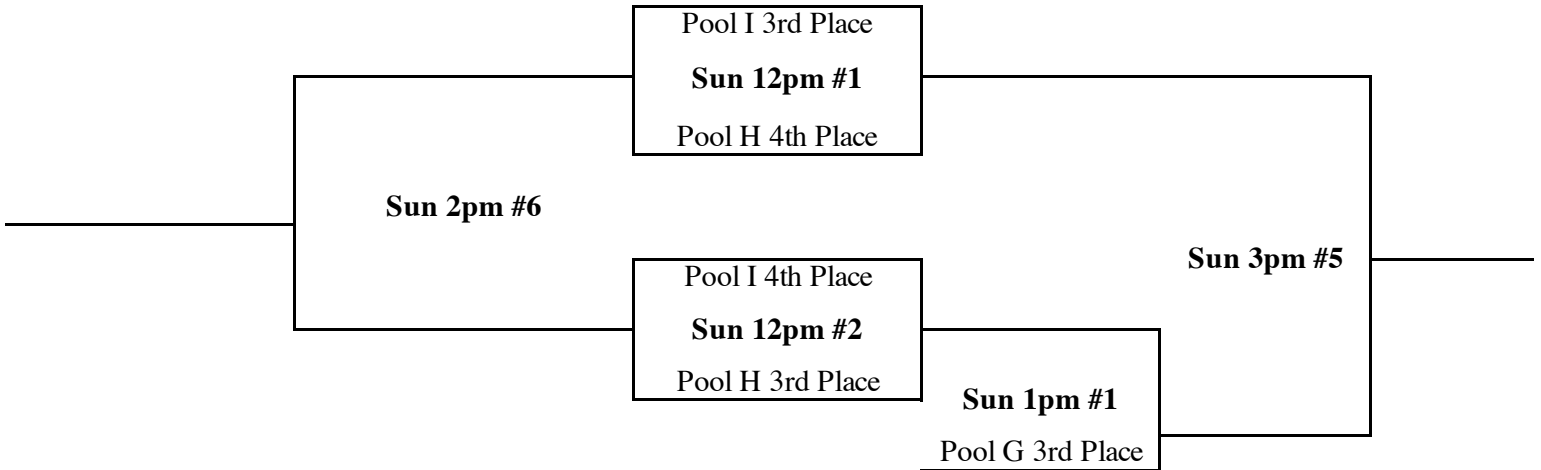 Pool I 3rd Place
Sun 12pm #1
Pool H 4th Place
Sun 2pm #6
Sun 3pm #5
Pool I 4th Place
Sun 12pm #2
Pool H 3rd Place
Sun 1pm #1
Pool G 3rd Place